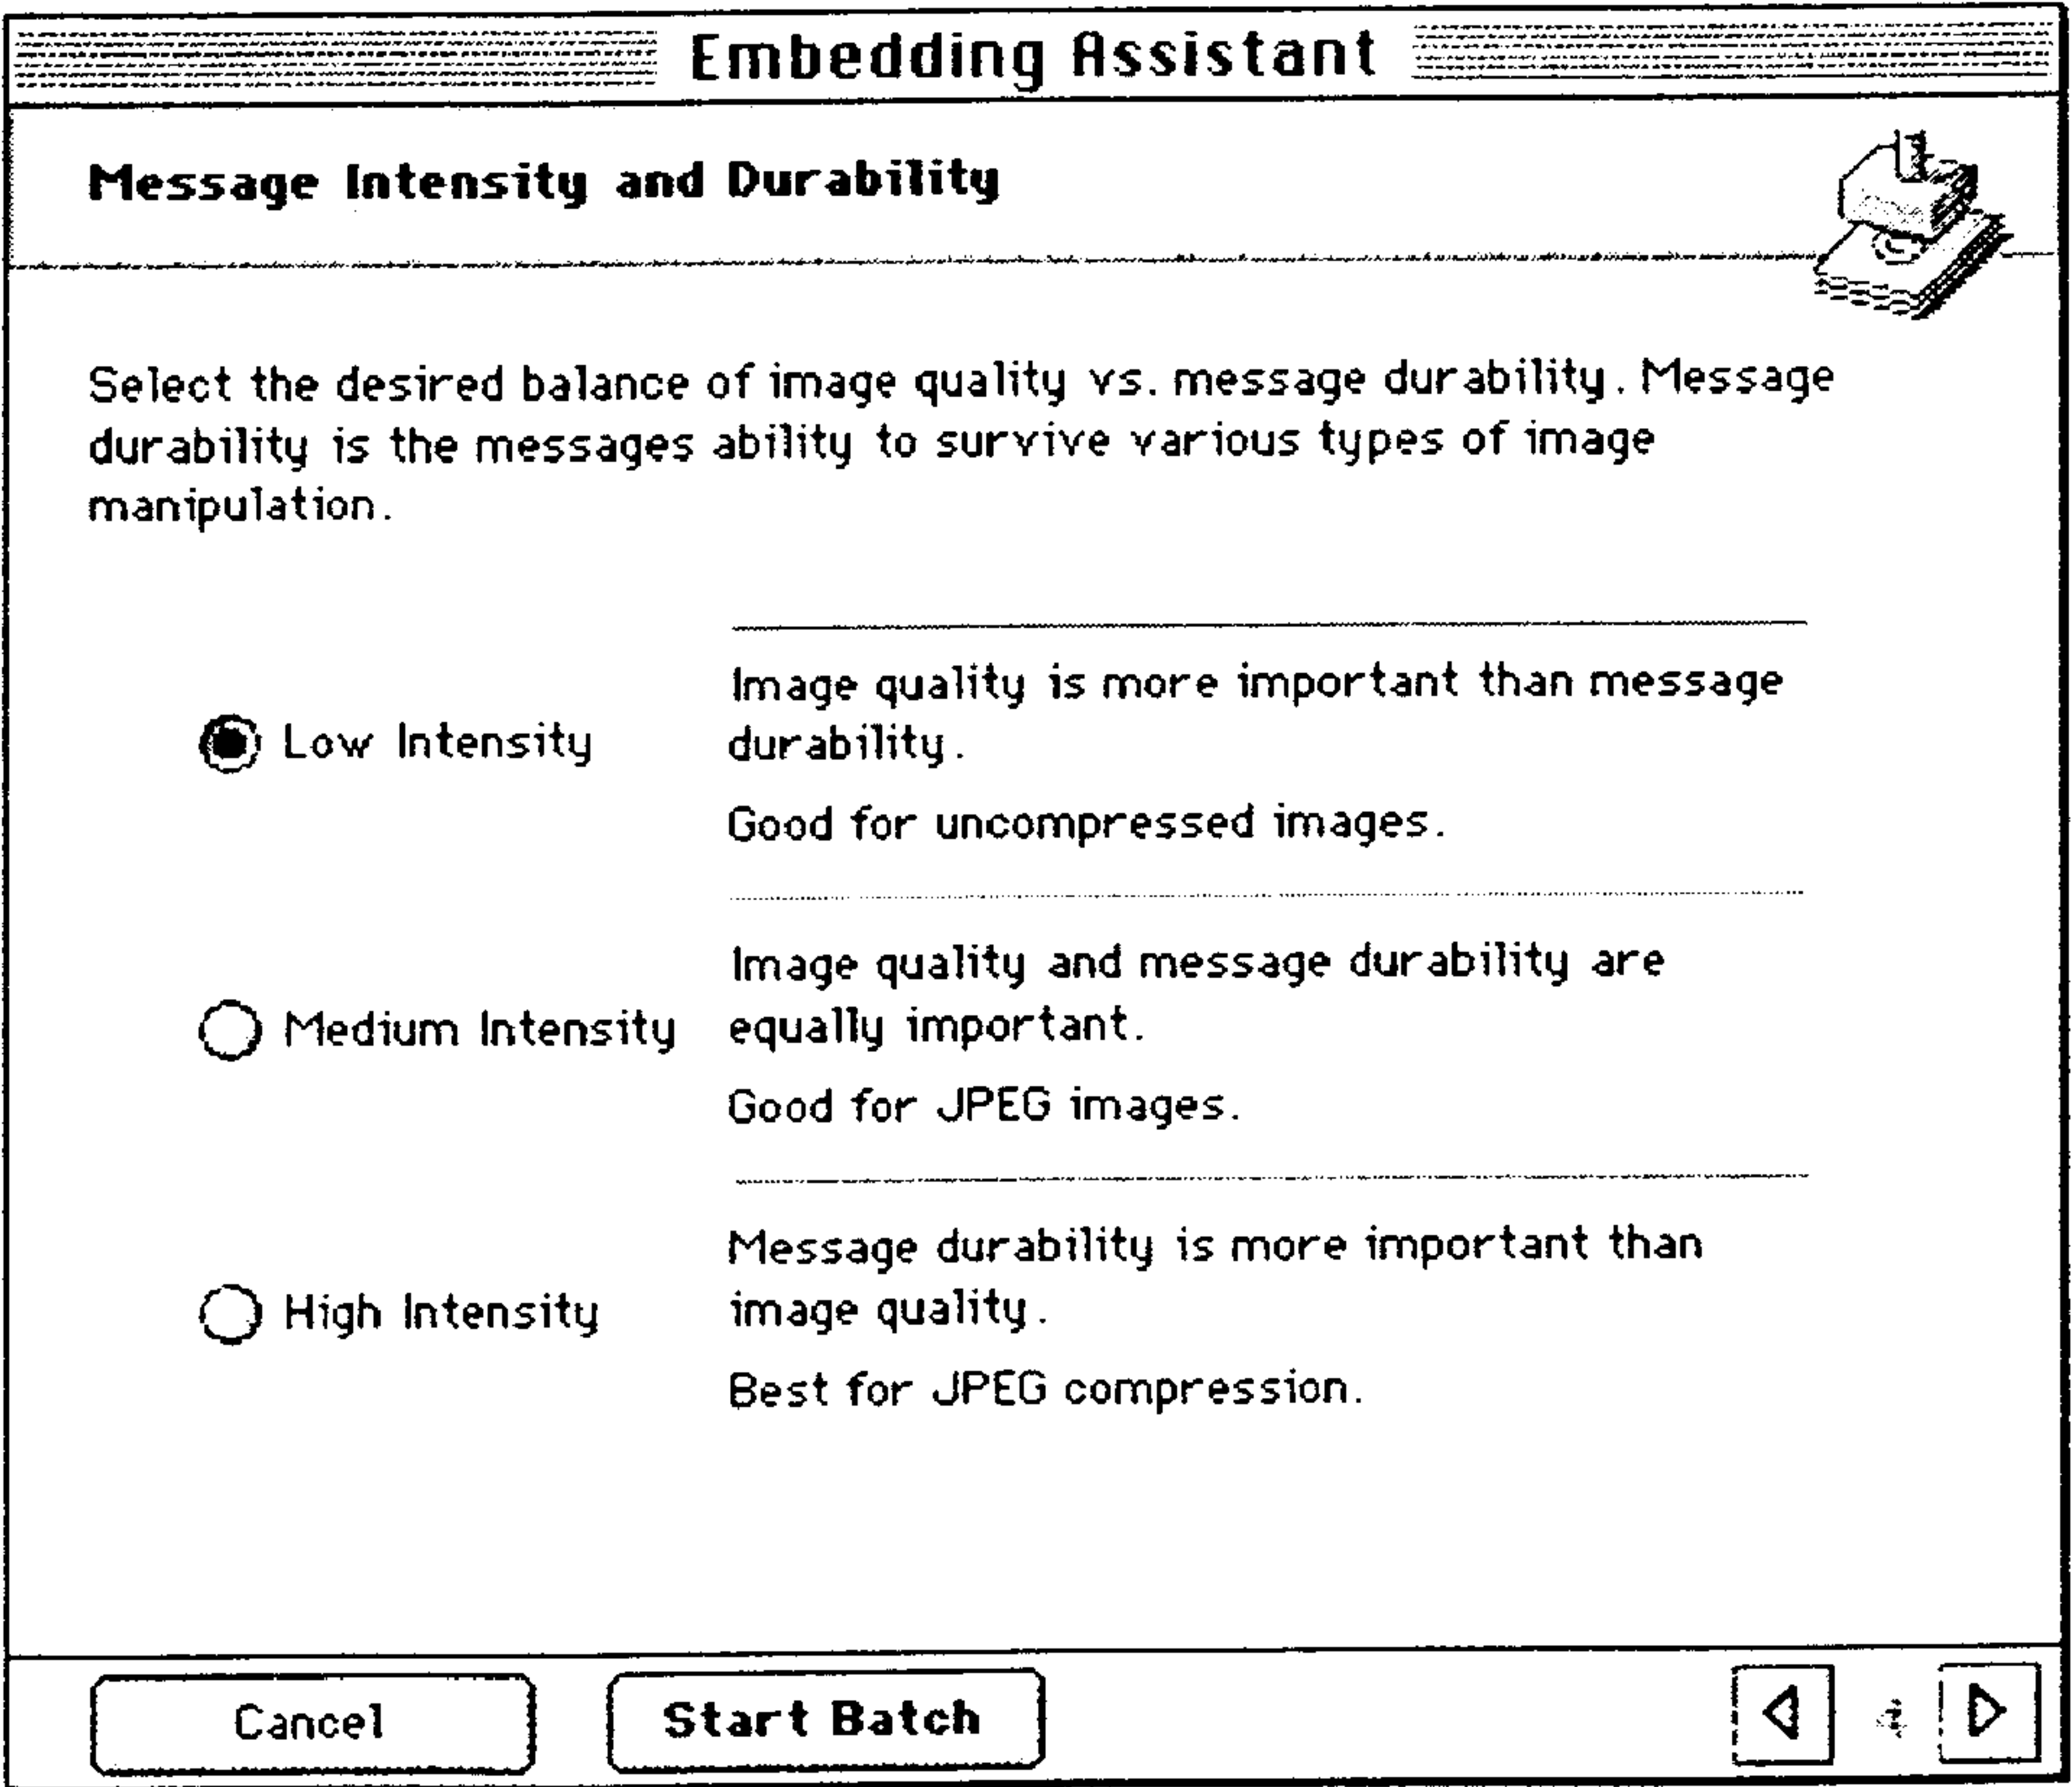 Embedding Assistant
Message Intensity and Durability
Select the desired balance of image quality vs. message durability. Message
durability is the messages ability to survive various types of image
manipulation.
Low Intensity
Image quality is more important than message
durability.
Good for uncompressed images.
Medium Intensity
Image quality and message durability are
equally important.
Good for JPEG images.
High Intensity
Message durability is more important than
image quality.
Best for JPEG compression.
Cancel
Start Batch